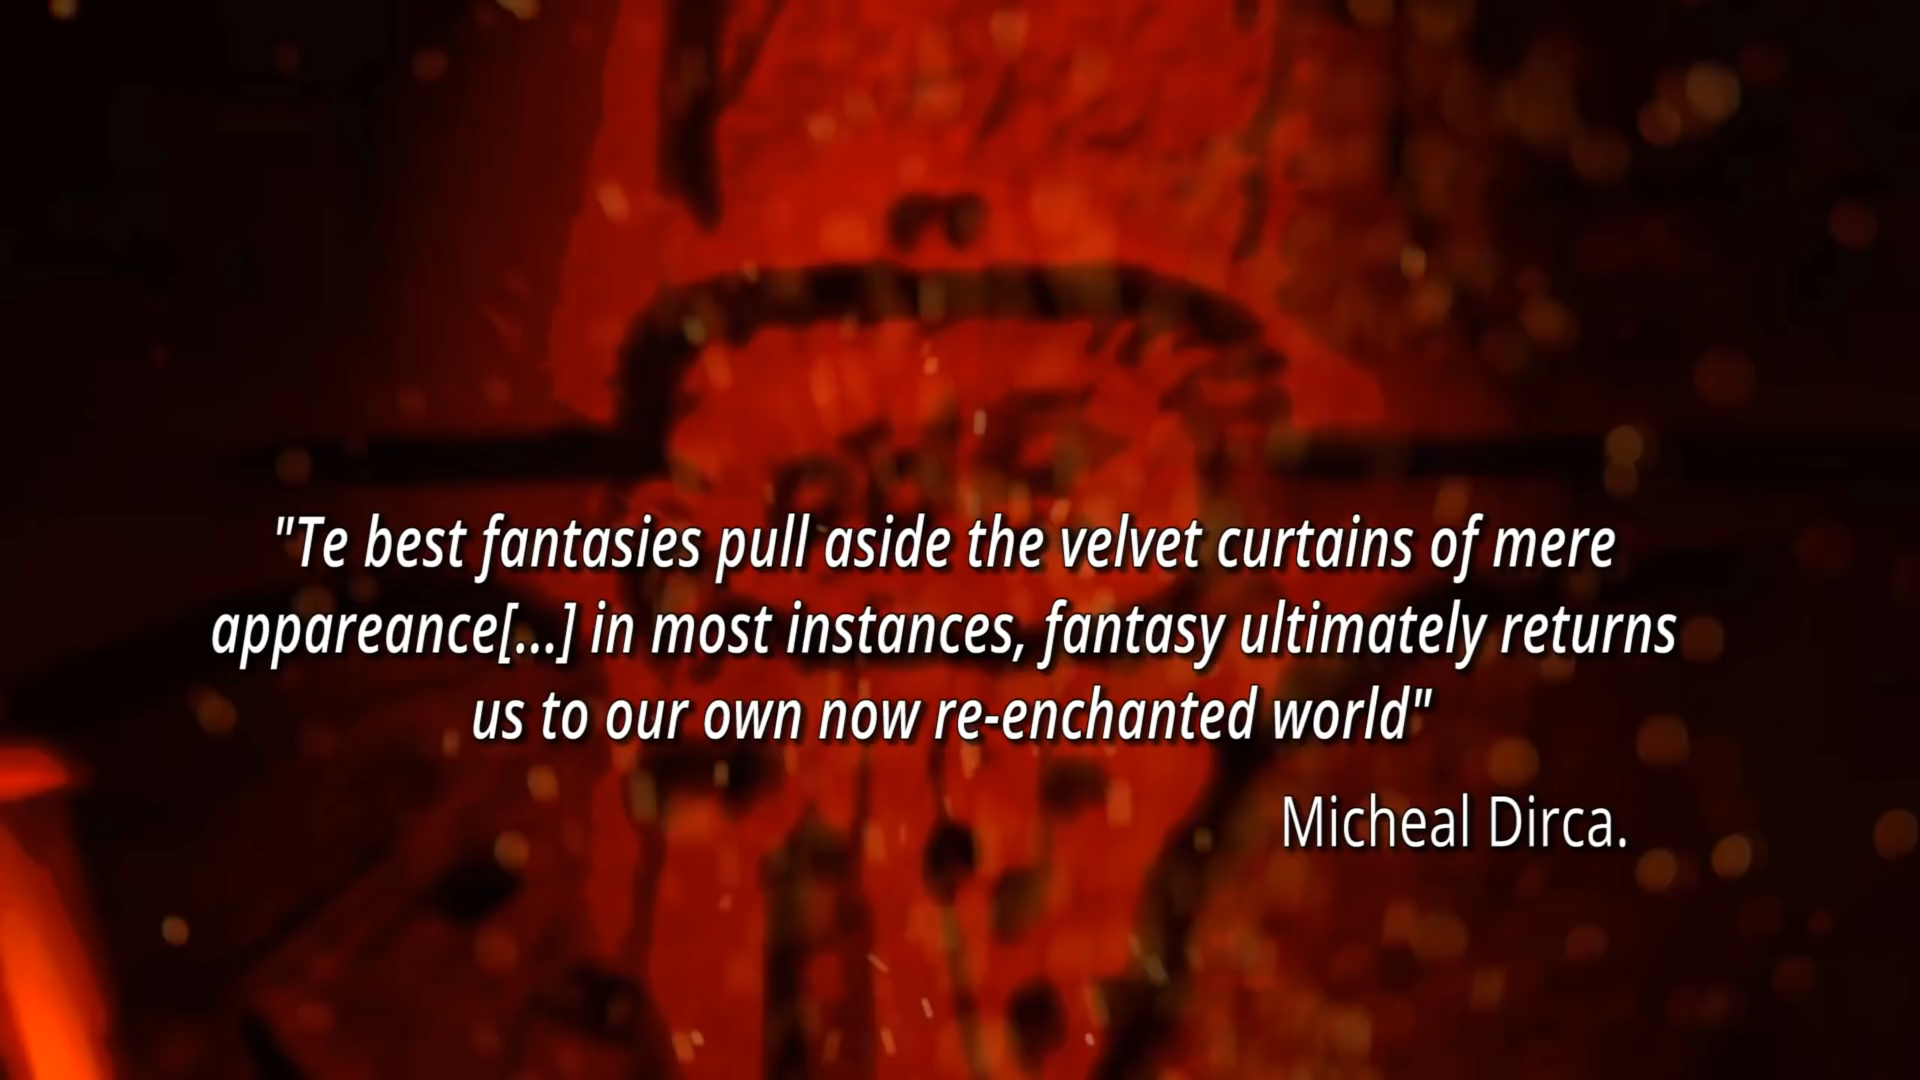 "Te best fantasies pull aside the velvet curtains of mere
appareance[...] in most instances, fantasy ultimately returns
us to our own now re-enchanted world"
Micheal Dirca.